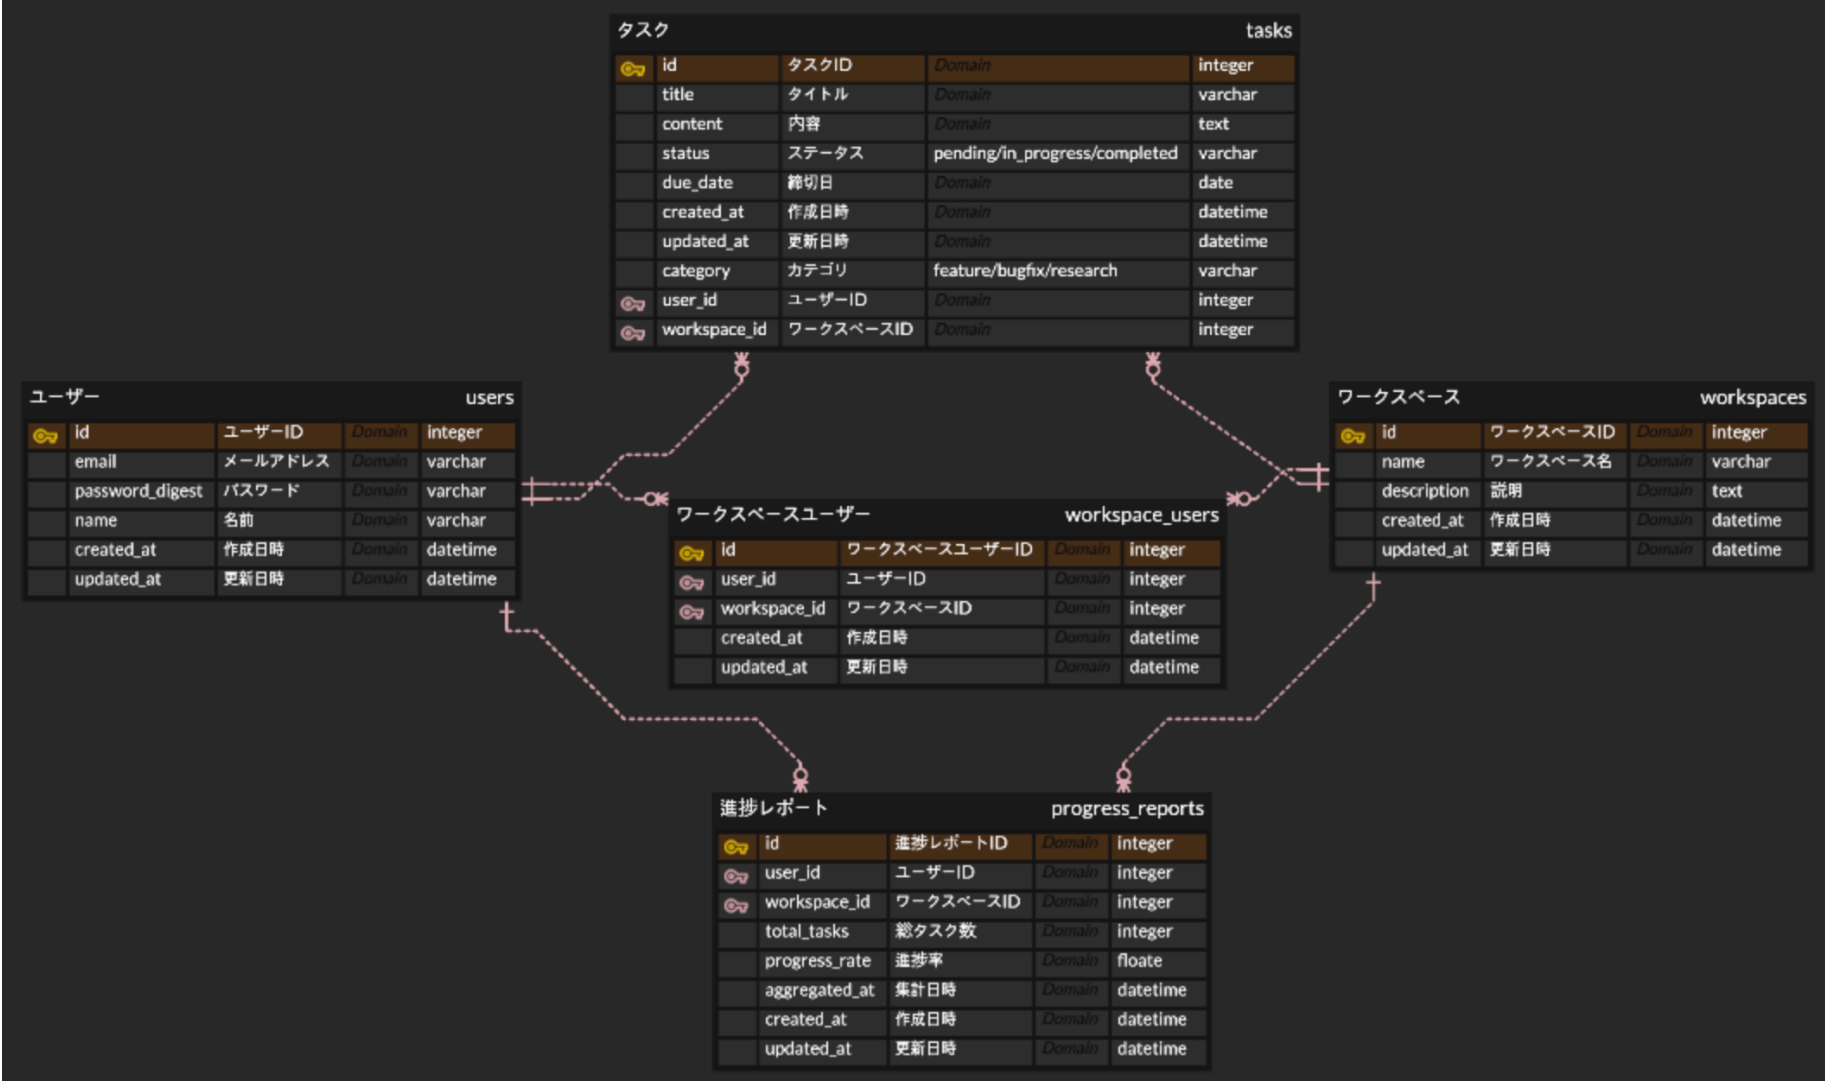 タスク tasks
id タスクID Domain integer
title タイトル Domain varchar
content 内容 Domain text
status ステータス pending/in_progress/completed varchar
due_date 締切日 Domain date
created_at 作成日時 Domain datetime
updated_at 更新日時 Domain datetime
category カテゴリ feature/bugfix/research varchar
user_id ユーザーID Domain integer
workspace_id ワークスペースID Domain integer
ユーザー users
id ユーザーID Domain integer
email メールアドレス Domain varchar
password_digest パスワード Domain varchar
name 名前 Domain varchar
created_at 作成日時 Domain datetime
updated_at 更新日時 Domain datetime
ワークスペースユーザー workspace_users
id ワークスペースユーザーID Domain integer
user_id ユーザーID Domain integer
workspace_id ワークスペースID Domain integer
created_at 作成日時 Domain datetime
updated_at 更新日時 Domain datetime
ワークスペース workspaces
id ワークスペースID Domain integer
name ワークスペース名 Domain varchar
description 説明 Domain text
created_at 作成日時 Domain datetime
updated_at 更新日時 Domain datetime
進捗レポート progress_reports
id 進捗レポートID Domain integer
user_id ユーザーID Domain integer
workspace_id ワークスペースID Domain integer
total_tasks 総タスク数 Domain integer
progress_rate 進捗率 Domain floate
aggregated_at 集計日時 Domain datetime
created_at 作成日時 Domain datetime
updated_at 更新日時 Domain datetime